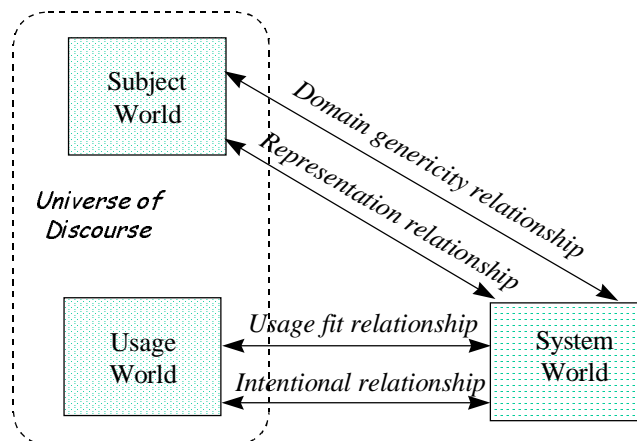 Subject
World
Domain genericity relationship
Representation relationship
Universe of
Discourse
Usage
World
Usage fit relationship
Intentional relationship
System
World